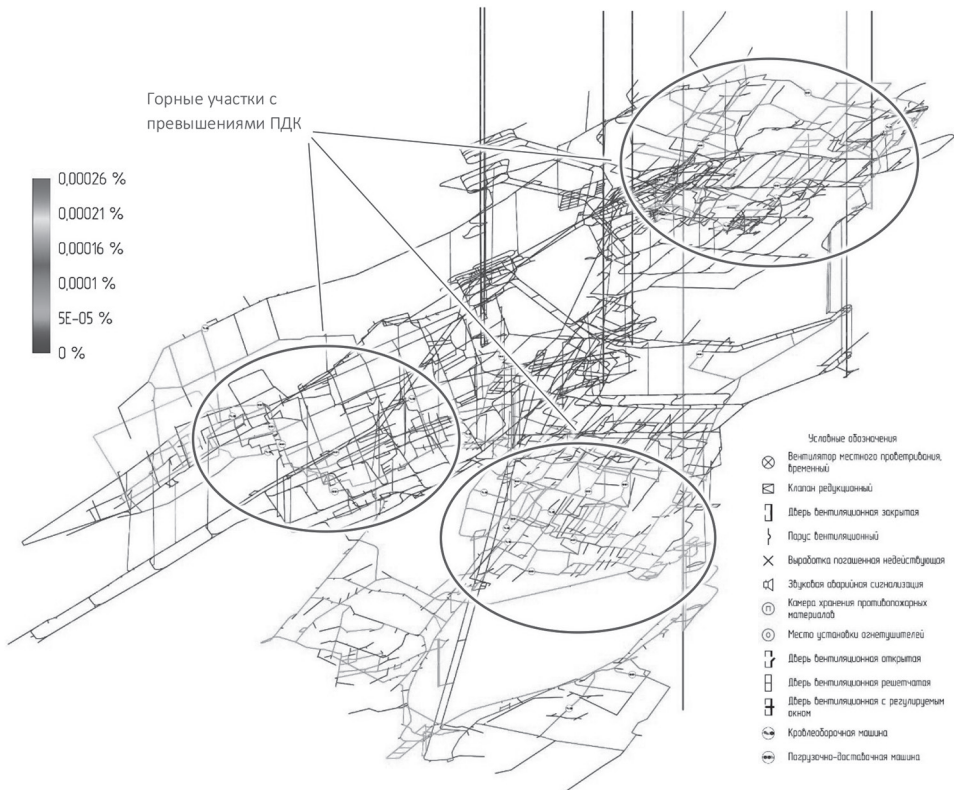 Горные участки с
превышениями ПДК
0,00026 %
0,00021 %
0,00016 %
0,0001 %
5E-05 %
0 %
Условные обозначения
Вентилятор местного проветривания,
временный
Клапан редукционный
Дверь вентиляционная закрытая
Парус вентиляционный
Выработка погашенная недействующая
Звуковая аварийная сигнализация
Камера хранения противопожарных
материалов
Место установки огнетушителей
Дверь вентиляционная открытая
Дверь вентиляционная решетчатая
Дверь вентиляционная с регулируемым
окном
Кровлеоборочная машина
Погрузочно-доставочная машина